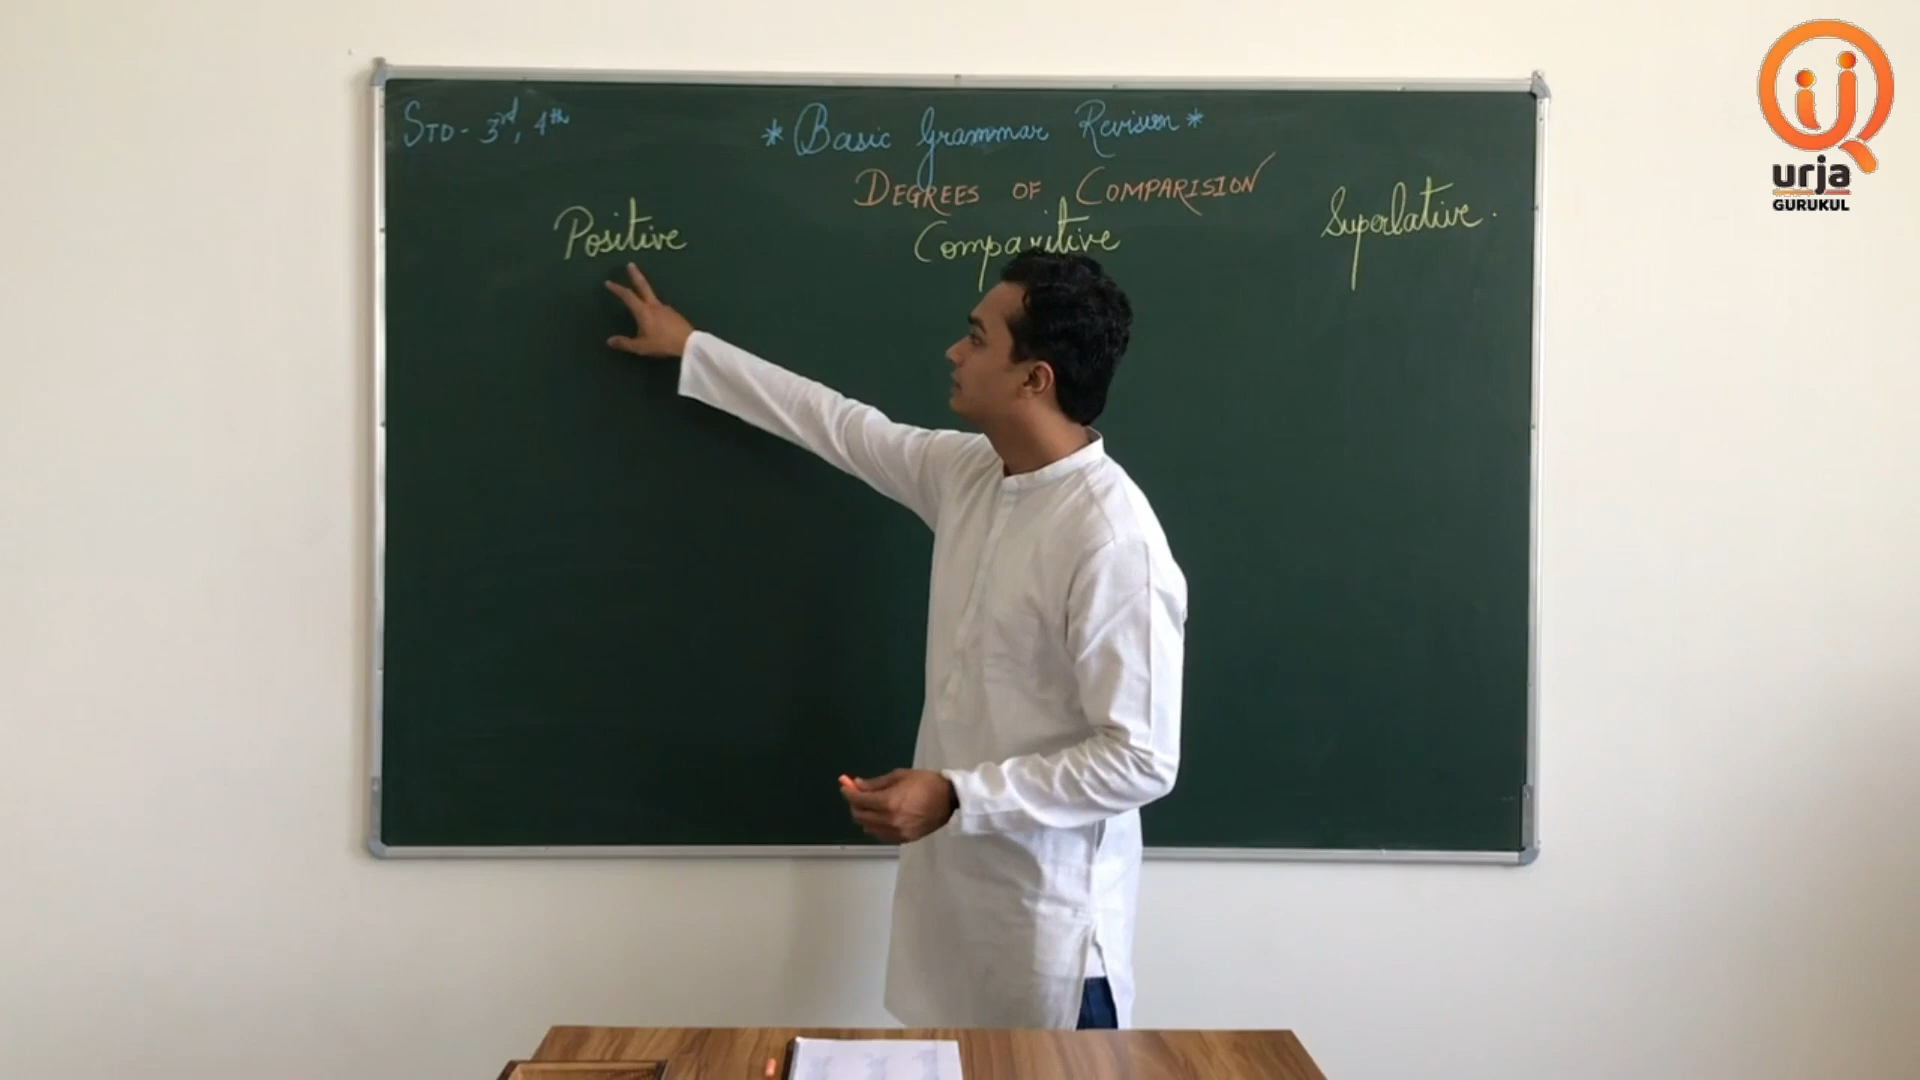 STD - 3rd, 4th
* Basic Grammar Revision *
DEGREES OF COMPARISION
Positive Comparitive Superlative.
urja
GURUKUL